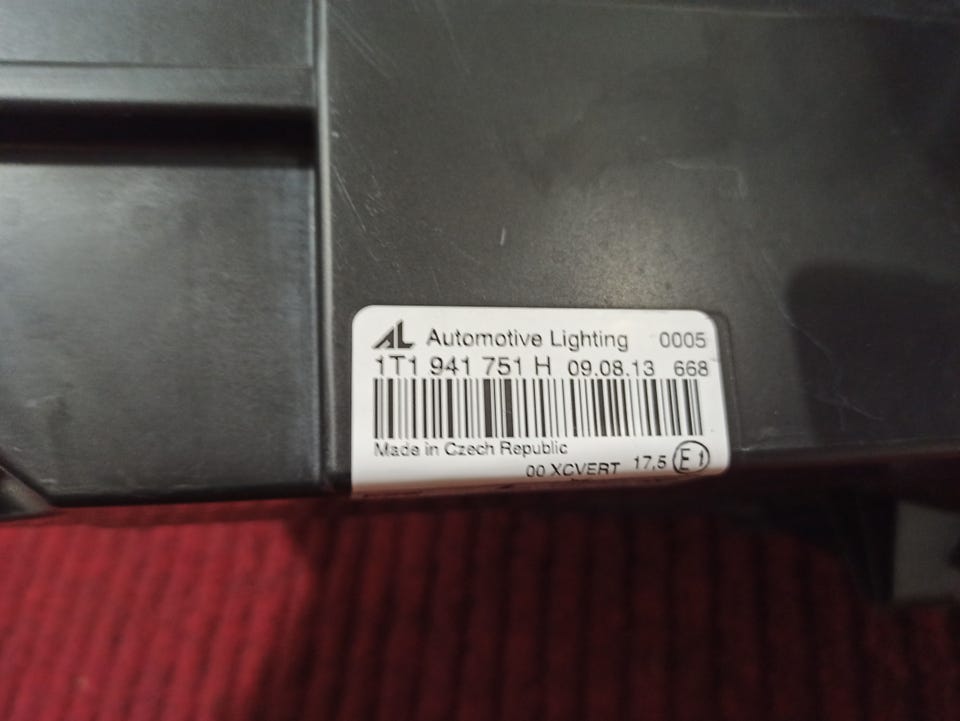 AL Automotive Lighting 0005
1T1 941 751 H 09.08.13 668
Made in Czech Republic
00 XCVERT 17,5 E1